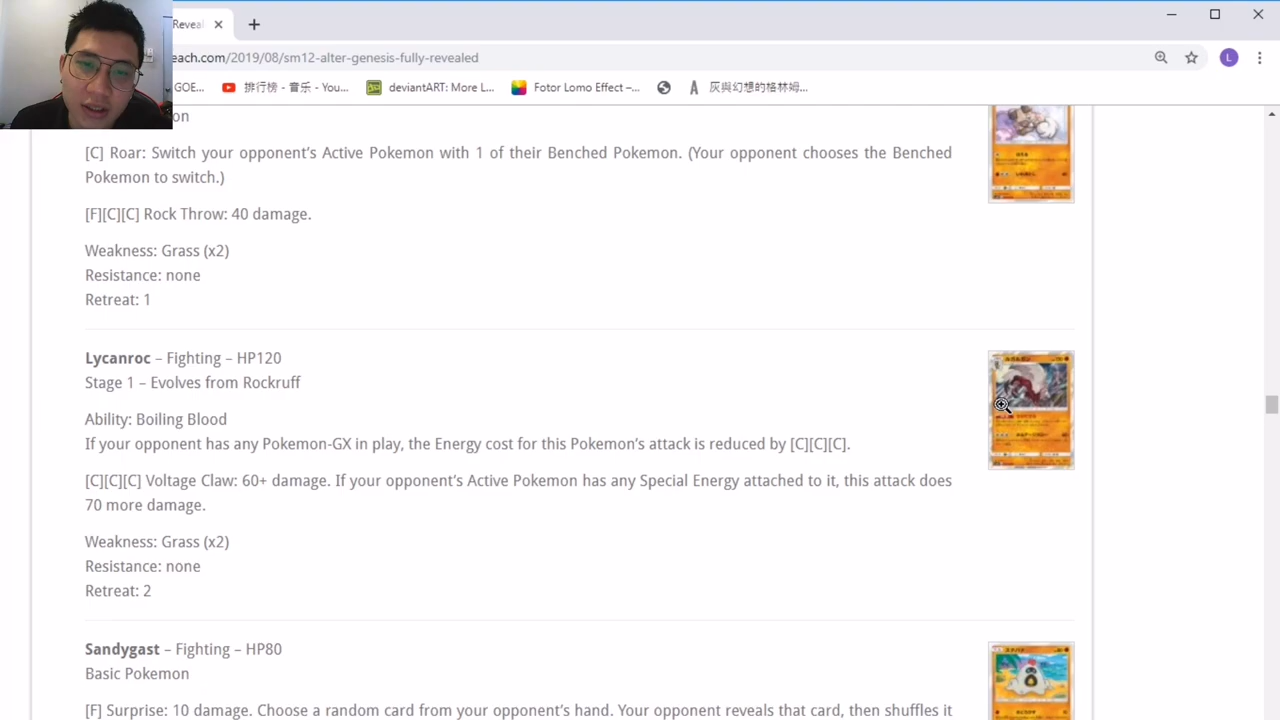 Reveal
each.com/2019/08/sm12-alter-genesis-fully-revealed
L
GOE... 排行榜 - 音乐 - You... deviantART: More L... Fotor Lomo Effect –... 灰與幻想的格林姆...
on
[C] Roar: Switch your opponent's Active Pokemon with 1 of their Benched Pokemon. (Your opponent chooses the Benched
Pokemon to switch.)
[F][C][C] Rock Throw: 40 damage.
Weakness: Grass (x2)
Resistance: none
Retreat: 1
Lycanroc – Fighting – HP120
Stage 1 – Evolves from Rockruff
Ability: Boiling Blood
If your opponent has any Pokemon-GX in play, the Energy cost for this Pokemon's attack is reduced by [C][C][C].
[C][C][C] Voltage Claw: 60+ damage. If your opponent's Active Pokemon has any Special Energy attached to it, this attack does
70 more damage.
Weakness: Grass (x2)
Resistance: none
Retreat: 2
Sandygast – Fighting – HP80
Basic Pokemon
[F] Surprise: 10 damage. Choose a random card from your opponent's hand. Your opponent reveals that card, then shuffles it